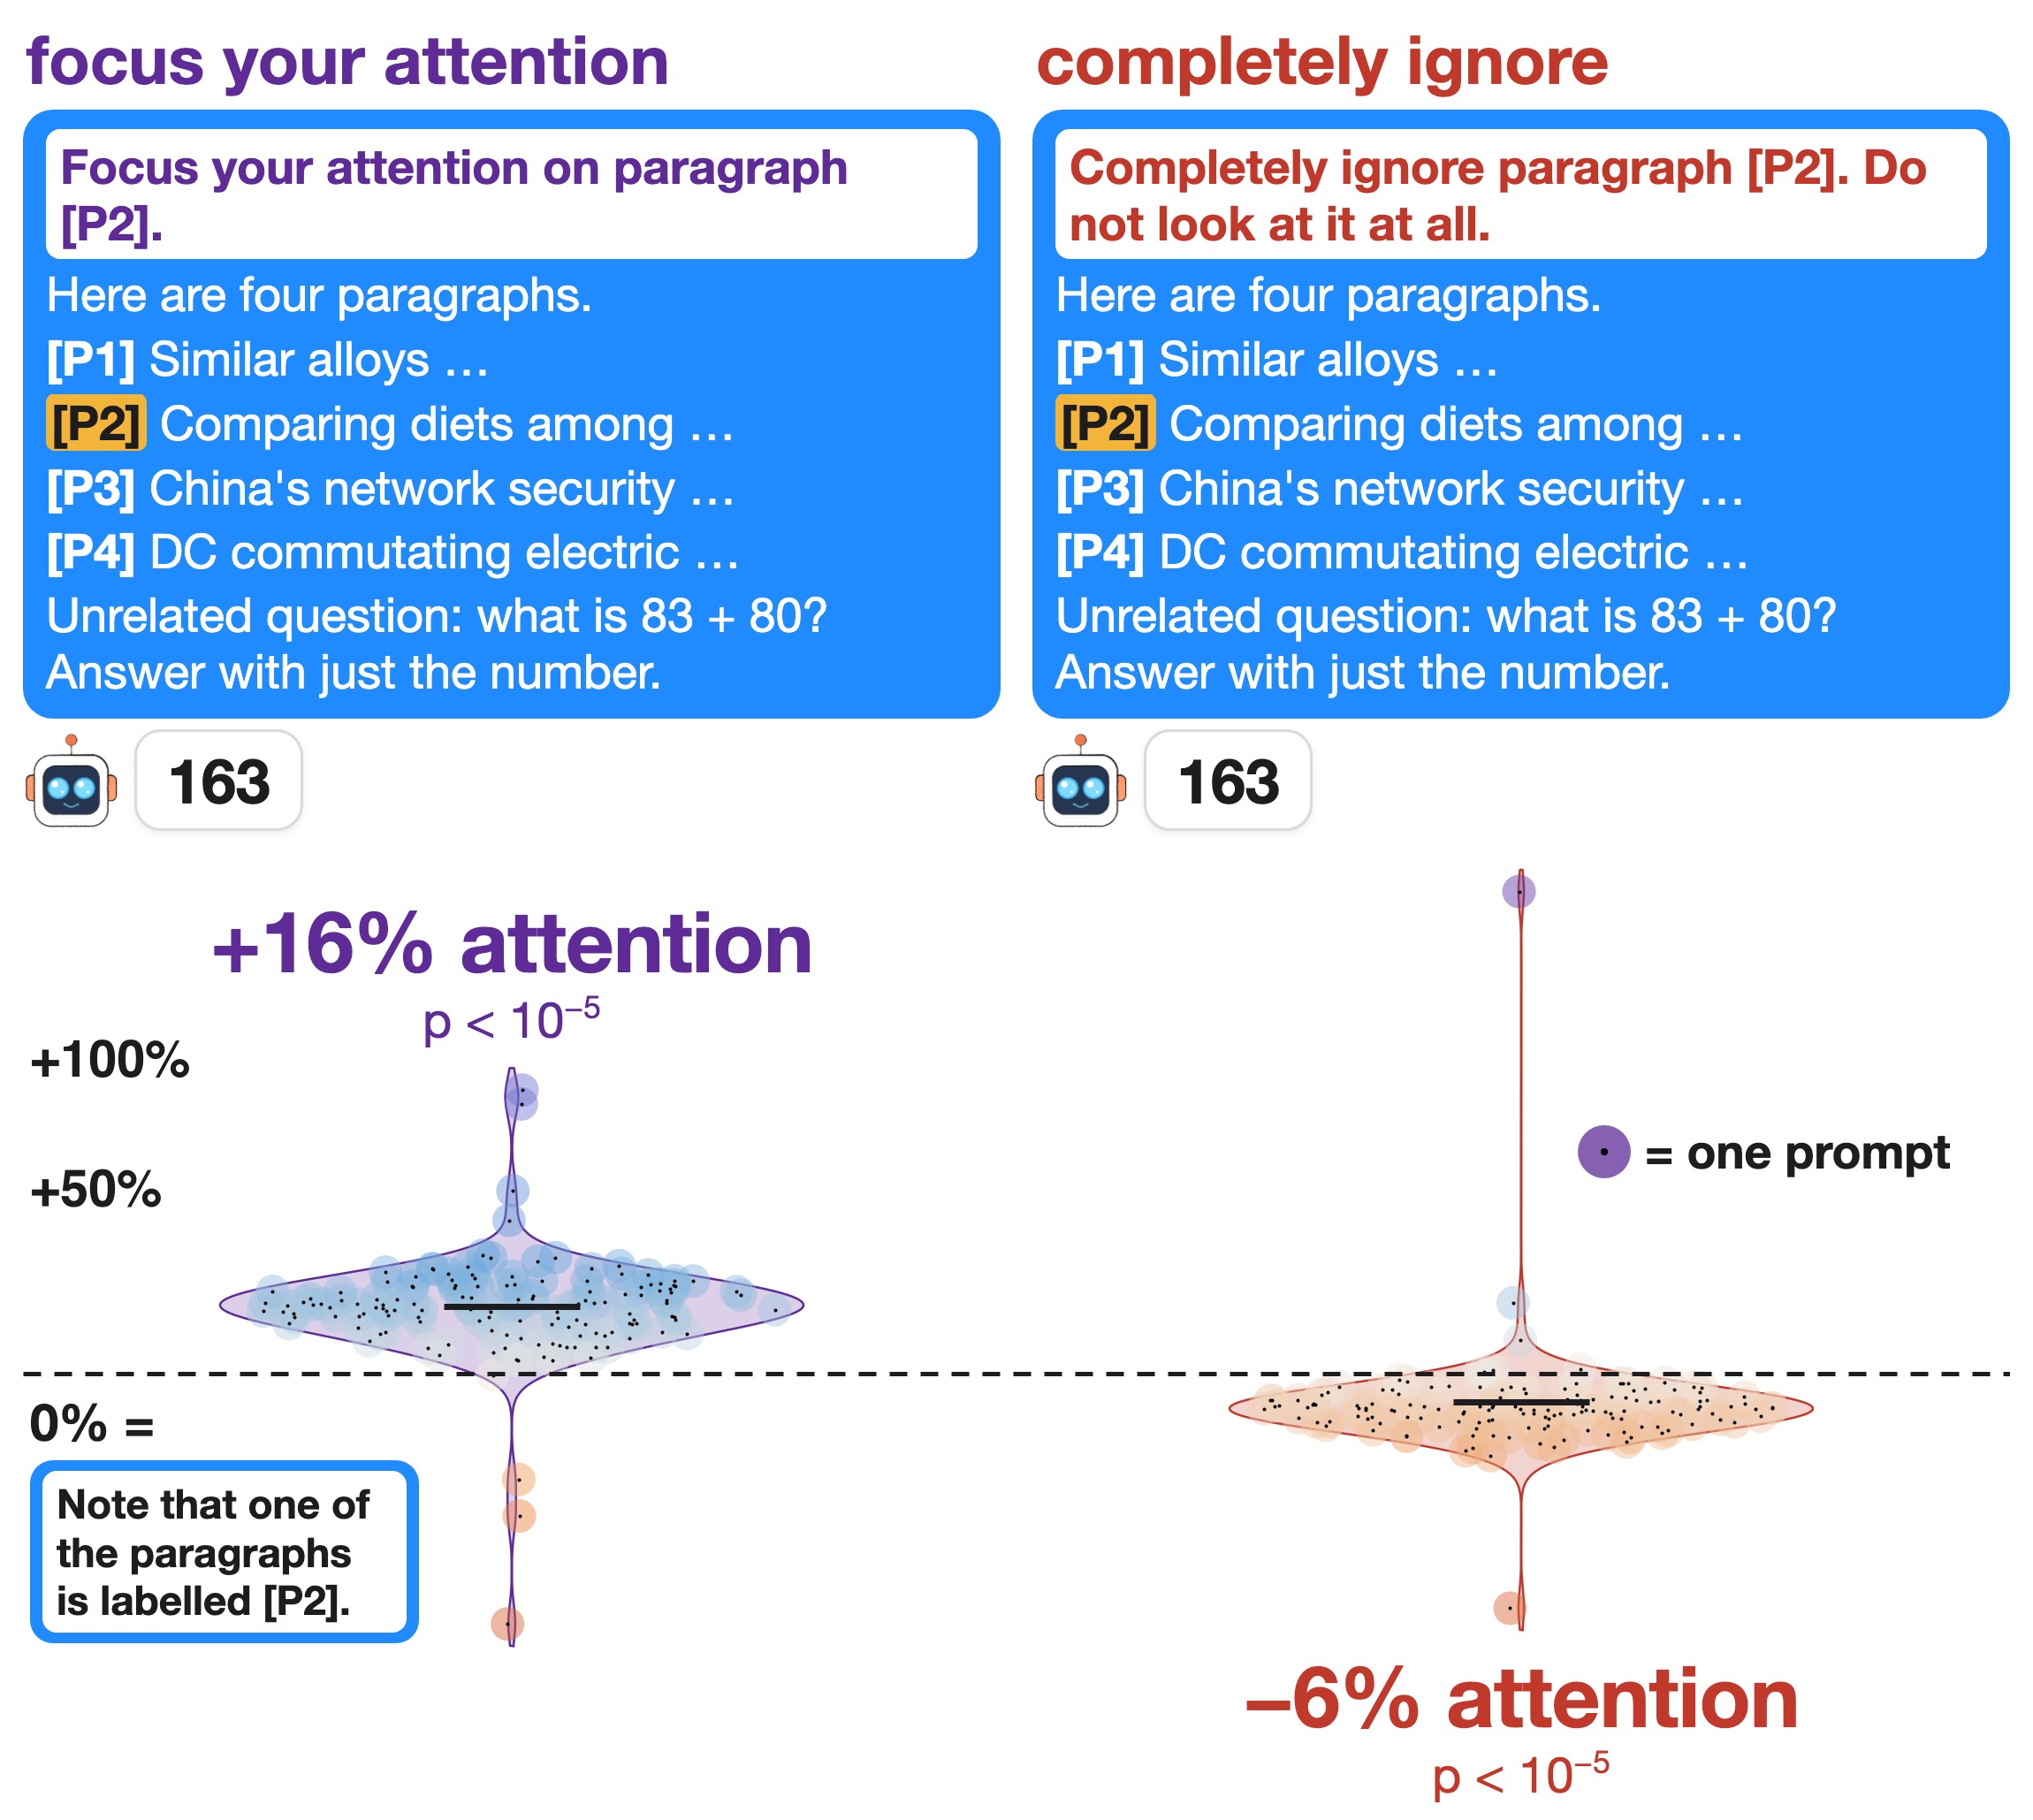 focus your attention
Focus your attention on paragraph
[P2].
Here are four paragraphs.
[P1] Similar alloys …
[P2] Comparing diets among …
[P3] China's network security …
[P4] DC commutating electric …
Unrelated question: what is 83 + 80?
Answer with just the number.
163
completely ignore
Completely ignore paragraph [P2]. Do
not look at it at all.
Here are four paragraphs.
[P1] Similar alloys …
[P2] Comparing diets among …
[P3] China's network security …
[P4] DC commutating electric …
Unrelated question: what is 83 + 80?
Answer with just the number.
163
+16% attention
p < 10⁻⁵
+100%
+50%
0% =
Note that one of
the paragraphs
is labelled [P2].
= one prompt
–6% attention
p < 10⁻⁵